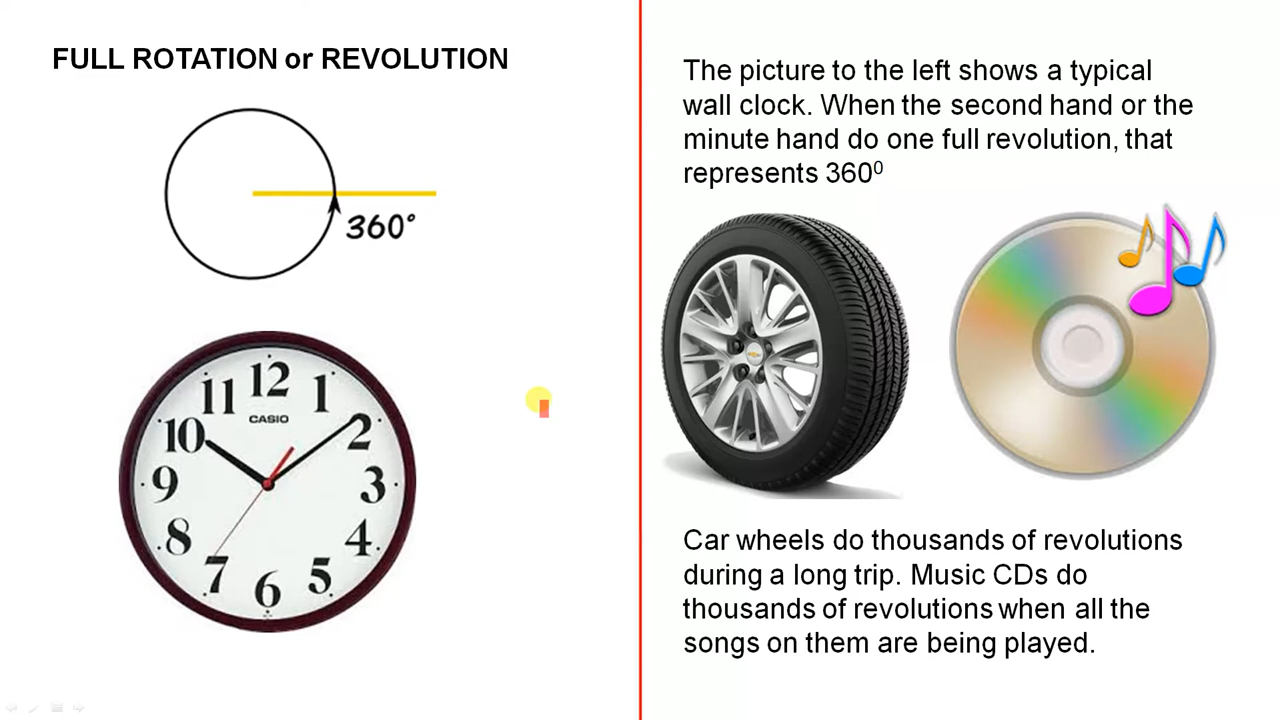 FULL ROTATION or REVOLUTION
360°
12
11
1
CASIO
10
2
9
3
8
4
7
5
6
The picture to the left shows a typical
wall clock. When the second hand or the
minute hand do one full revolution, that
represents 360⁰
Car wheels do thousands of revolutions
during a long trip. Music CDs do
thousands of revolutions when all the
songs on them are being played.